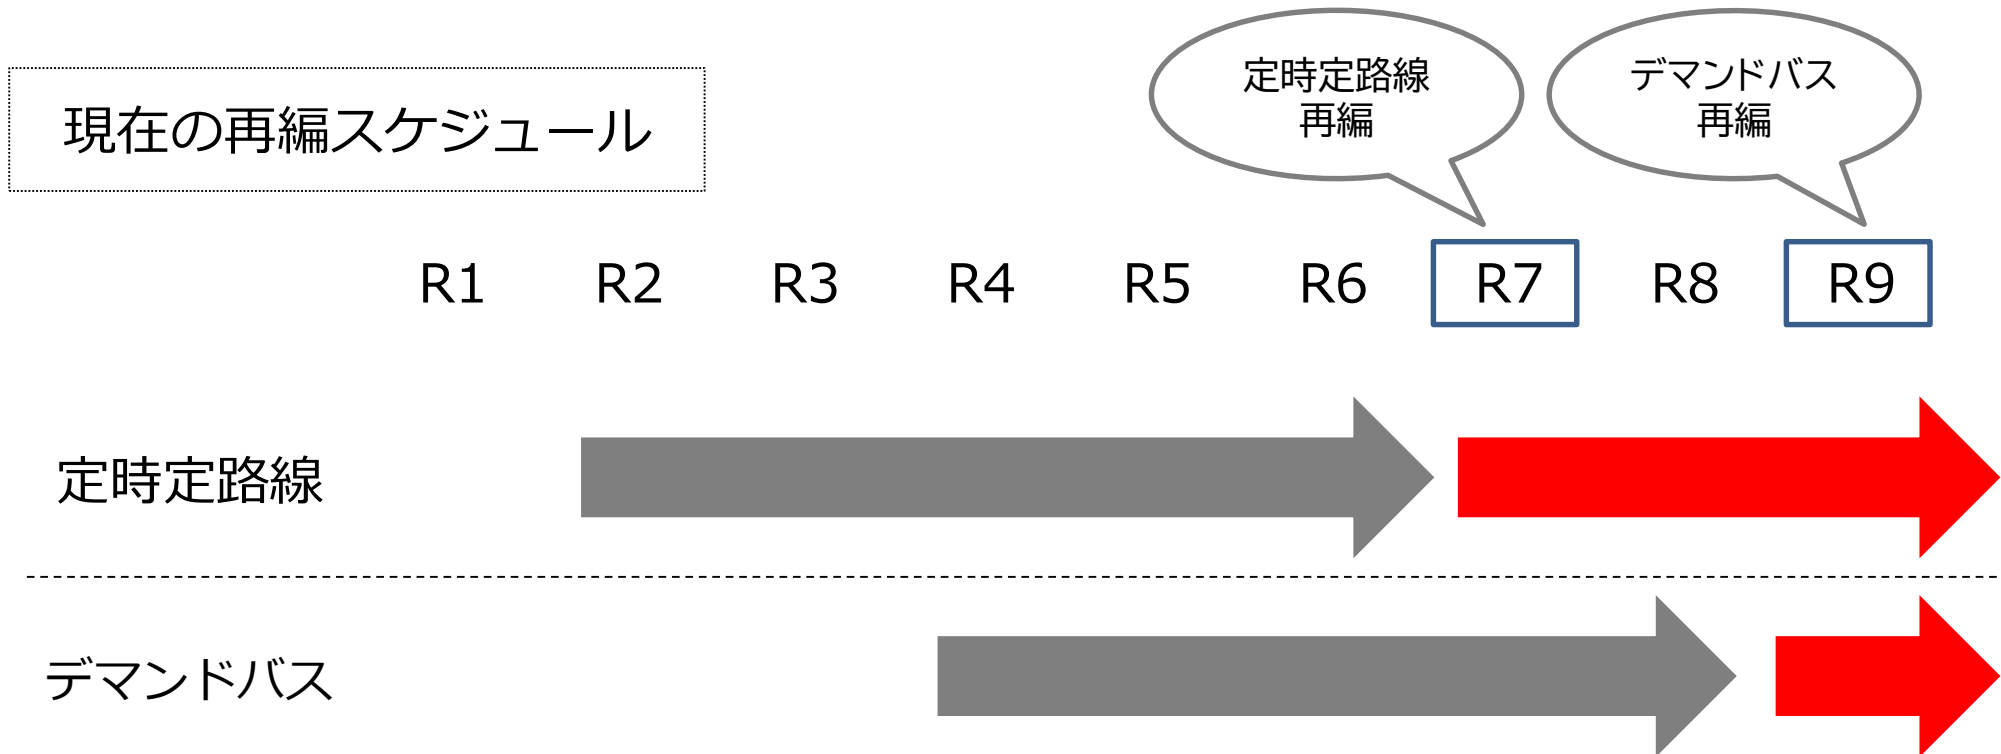 定時定路線
再編
デマンドバス
再編
現在の再編スケジュール
R1 R2 R3 R4 R5 R6 R7 R8 R9
定時定路線
デマンドバス